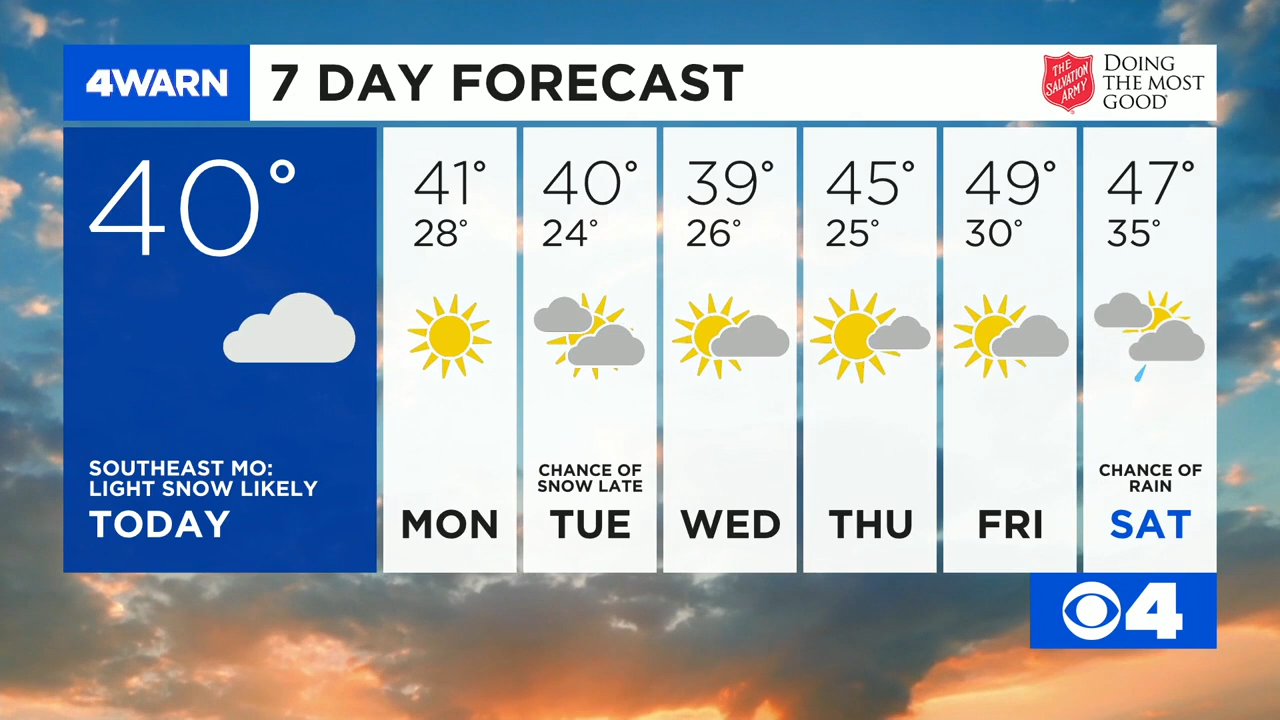 4WARN
7 DAY FORECAST
THE
SALVATION
ARMY
DOING
THE MOST
GOOD®
40°
SOUTHEAST MO:
LIGHT SNOW LIKELY
TODAY
41°
28°
MON
40°
24°
CHANCE OF
SNOW LATE
TUE
39°
26°
WED
45°
25°
THU
49°
30°
FRI
47°
35°
CHANCE OF
RAIN
SAT
4